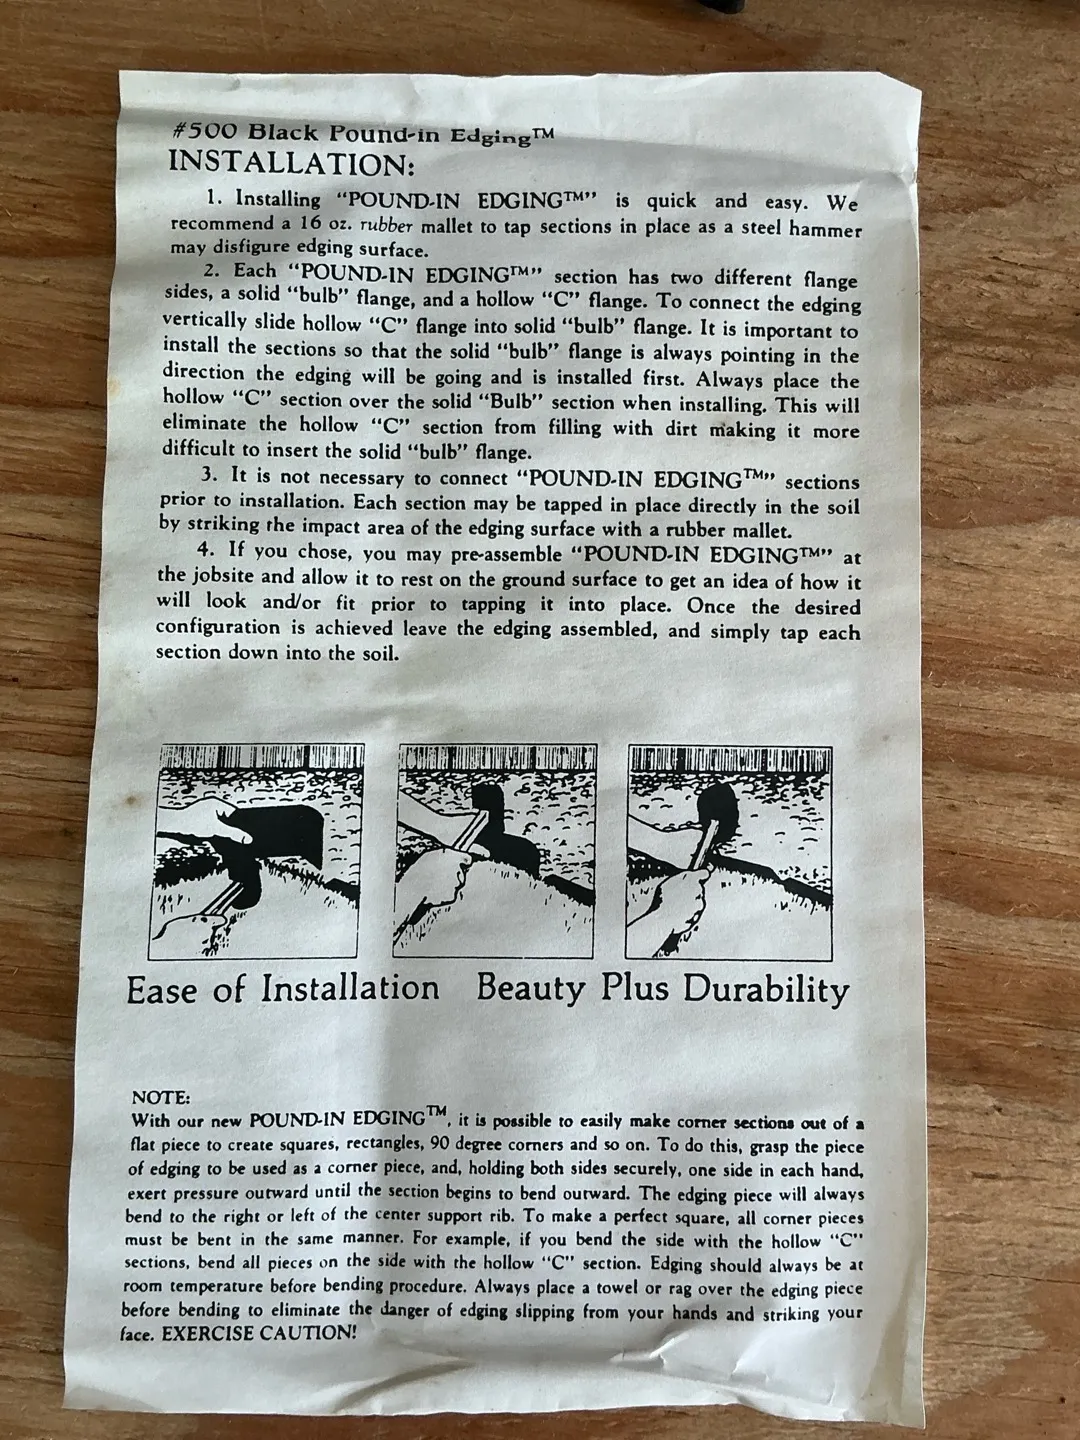 #500 Black Pound-in Edging™
INSTALLATION:
1. Installing “POUND-IN EDGING™” is quick and easy. We
recommend a 16 oz. rubber mallet to tap sections in place as a steel hammer
may disfigure edging surface.
2. Each “POUND-IN EDGING™” section has two different flange
sides, a solid “bulb” flange, and a hollow “C” flange. To connect the edging
vertically slide hollow “C” flange into solid “bulb” flange. It is important to
install the sections so that the solid “bulb” flange is always pointing in the
direction the edging will be going and is installed first. Always place the
hollow “C” section over the solid “Bulb” section when installing. This will
eliminate the hollow “C” section from filling with dirt making it more
difficult to insert the solid “bulb” flange.
3. It is not necessary to connect “POUND-IN EDGING™” sections
prior to installation. Each section may be tapped in place directly in the soil
by striking the impact area of the edging surface with a rubber mallet.
4. If you chose, you may pre-assemble “POUND-IN EDGING™” at
the jobsite and allow it to rest on the ground surface to get an idea of how it
will look and/or fit prior to tapping it into place. Once the desired
configuration is achieved leave the edging assembled, and simply tap each
section down into the soil.
Ease of Installation Beauty Plus Durability
NOTE:
With our new POUND-IN EDGING™, it is possible to easily make corner sections out of a
flat piece to create squares, rectangles, 90 degree corners and so on. To do this, grasp the piece
of edging to be used as a corner piece, and, holding both sides securely, one side in each hand,
exert pressure outward until the section begins to bend outward. The edging piece will always
bend to the right or left of the center support rib. To make a perfect square, all corner pieces
must be bent in the same manner. For example, if you bend the side with the hollow “C”
sections, bend all pieces on the side with the hollow “C” section. Edging should always be at
room temperature before bending procedure. Always place a towel or rag over the edging piece
before bending to eliminate the danger of edging slipping from your hands and striking your
face. EXERCISE CAUTION!